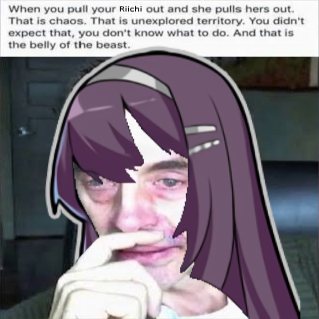 When you pull your Riichi out and she pulls hers out.
That is chaos. That is unexplored territory. You didn't
expect that, you don't know what to do. And that is
the belly of the beast.